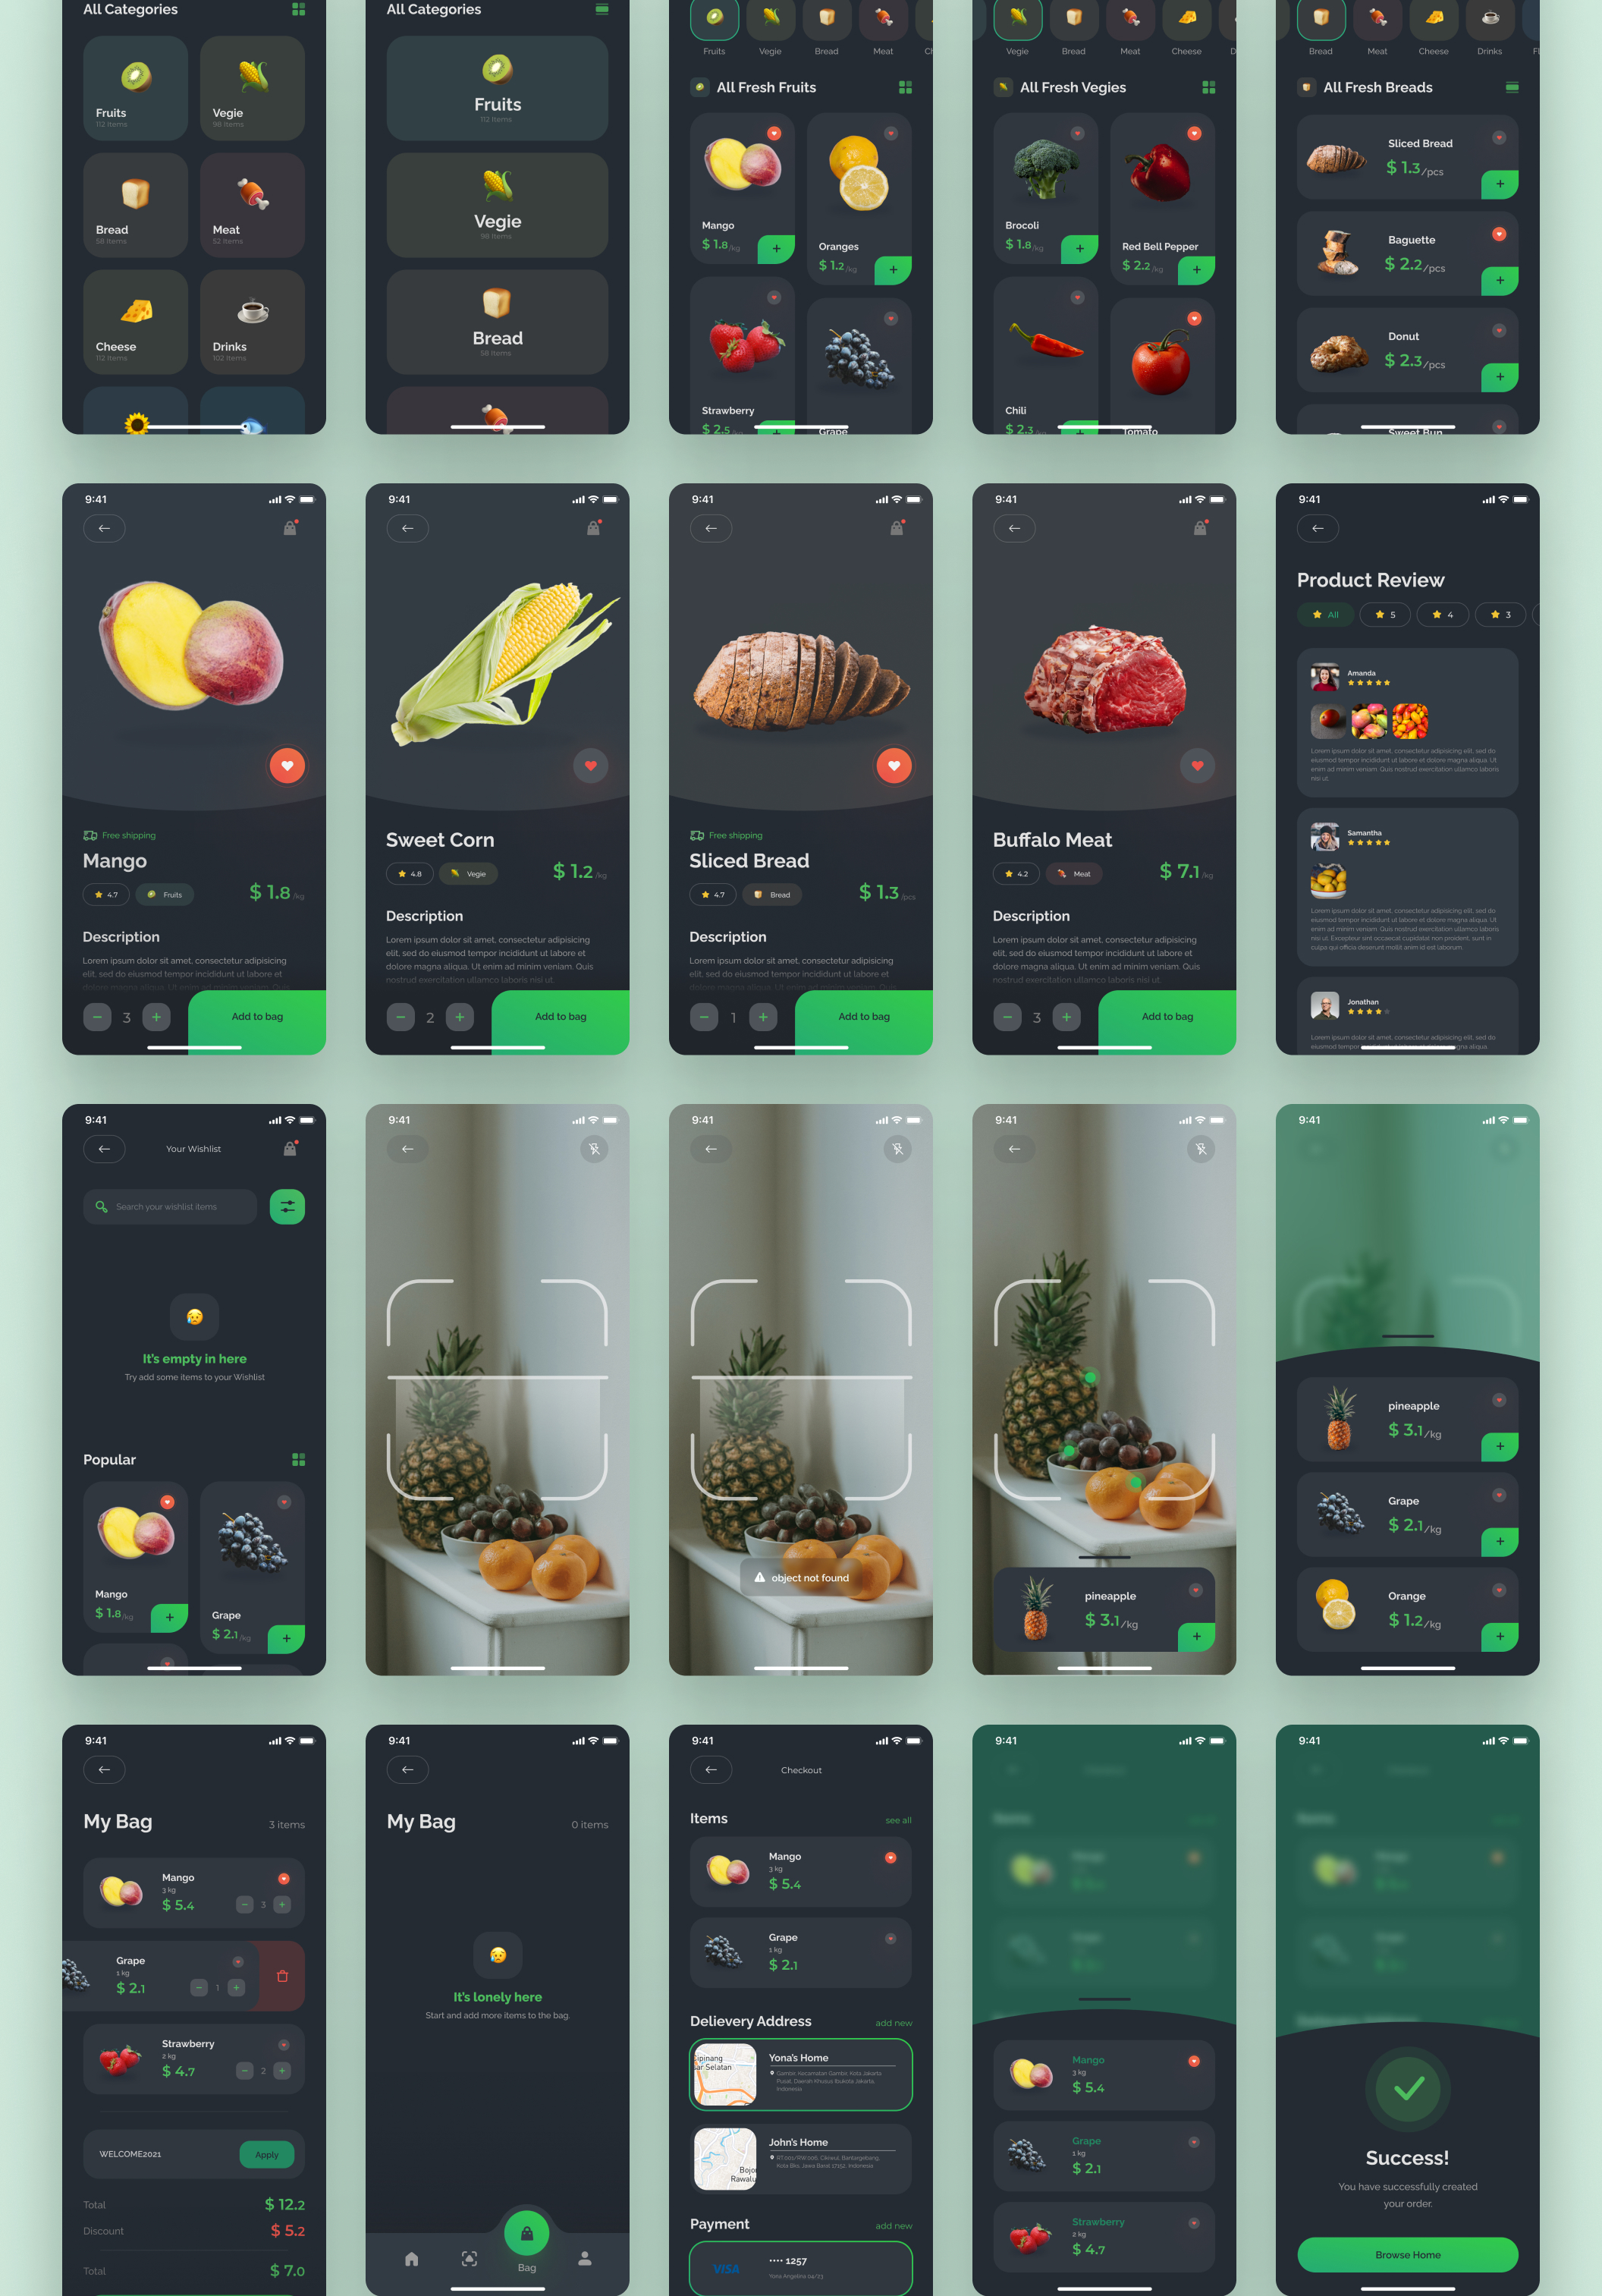 All Categories
Fruits
112 Items
Vegie
98 Items
Bread
58 Items
Meat
52 Items
Cheese
112 Items
Drinks
102 Items
All Categories
Fruits
112 Items
Vegie
98 Items
Bread
58 Items
Fruits
Vegie
Bread
Meat
All Fresh Fruits
Mango
$ 1.8 /kg
Oranges
$ 1.2 /kg
Strawberry
$ 2.5 /kg
Grape
Vegie
Bread
Meat
Cheese
All Fresh Vegies
Brocoli
$ 1.8 /kg
Red Bell Pepper
$ 2.2 /kg
Chili
$ 2.3 /kg
Tomato
Bread
Meat
Cheese
Drinks
All Fresh Breads
Sliced Bread
$ 1.3/pcs
Baguette
$ 2.2/pcs
Donut
$ 2.3/pcs
Sweet Bun
9:41
Free shipping
Mango
4.7
Fruits
$ 1.8 /kg
Description
Lorem ipsum dolor sit amet, consectetur adipisicing
elit, sed do eiusmod tempor incididunt ut labore et
dolore magna aliqua. Ut enim ad minim veniam. Quis
3
Add to bag
9:41
Sweet Corn
4.8
Vegie
$ 1.2 /kg
Description
Lorem ipsum dolor sit amet, consectetur adipisicing
elit, sed do eiusmod tempor incididunt ut labore et
dolore magna aliqua. Ut enim ad minim veniam. Quis
nostrud exercitation ullamco laboris nisi ut.
2
Add to bag
9:41
Free shipping
Sliced Bread
4.7
Bread
$ 1.3 /pcs
Description
Lorem ipsum dolor sit amet, consectetur adipisicing
elit, sed do eiusmod tempor incididunt ut labore et
dolore magna aliqua. Ut enim ad minim veniam. Quis
1
Add to bag
9:41
Buffalo Meat
4.2
Meat
$ 7.1 /kg
Description
Lorem ipsum dolor sit amet, consectetur adipisicing
elit, sed do eiusmod tempor incididunt ut labore et
dolore magna aliqua. Ut enim ad minim veniam. Quis
nostrud exercitation ullamco laboris nisi ut.
3
Add to bag
9:41
Product Review
All
5
4
3
Amanda
Lorem ipsum dolor sit amet, consectetur adipisicing elit, sed do
eiusmod tempor incididunt ut labore et dolore magna aliqua. Ut
enim ad minim veniam. Quis nostrud exercitation ullamco laboris
nisi ut.
Samantha
Lorem ipsum dolor sit amet, consectetur adipisicing elit, sed do
eiusmod tempor incididunt ut labore et dolore magna aliqua. Ut
enim ad minim veniam. Quis nostrud exercitation ullamco laboris
nisi ut. Excepteur sint occaecat cupidatat non proident, sunt in
culpa qui officia deserunt mollit anim id est laborum.
Jonathan
Lorem ipsum dolor sit amet, consectetur adipisicing elit, sed do
9:41
Your Wishlist
Search your wishlist items
It's empty in here
Try add some items to your Wishlist
Popular
Mango
$ 1.8 /kg
Grape
$ 2.1 /kg
9:41
9:41
object not found
9:41
pineapple
$ 3.1/kg
9:41
pineapple
$ 3.1/kg
Grape
$ 2.1/kg
Orange
$ 1.2/kg
9:41
My Bag
3 items
Mango
3 kg
$ 5.4
3
Grape
1 kg
$ 2.1
1
Strawberry
2 kg
$ 4.7
2
WELCOME2021
Apply
Total
$ 12.2
Discount
$ 5.2
Total
$ 7.0
9:41
My Bag
0 items
It's lonely here
Start and add more items to the bag.
Bag
9:41
Checkout
Items
see all
Mango
3 kg
$ 5.4
Grape
1 kg
$ 2.1
Delievery Address
add new
Cipinang
ar Selatan
Yona's Home
Gambir, Kecamatan Gambir, Kota Jakarta
Pusat, Daerah Khusus Ibukota Jakarta,
Indonesia
Bojo
Rawalu
John's Home
Kota Bks, Jawa Barat 17152, Indonesia
Payment
add new
VISA
•••• 1257
Yona Angelina 04/23
9:41
Mango
3 kg
$ 5.4
Grape
1 kg
$ 2.1
Strawberry
2 kg
$ 4.7
9:41
Success!
You have successfully created
your order.
Browse Home